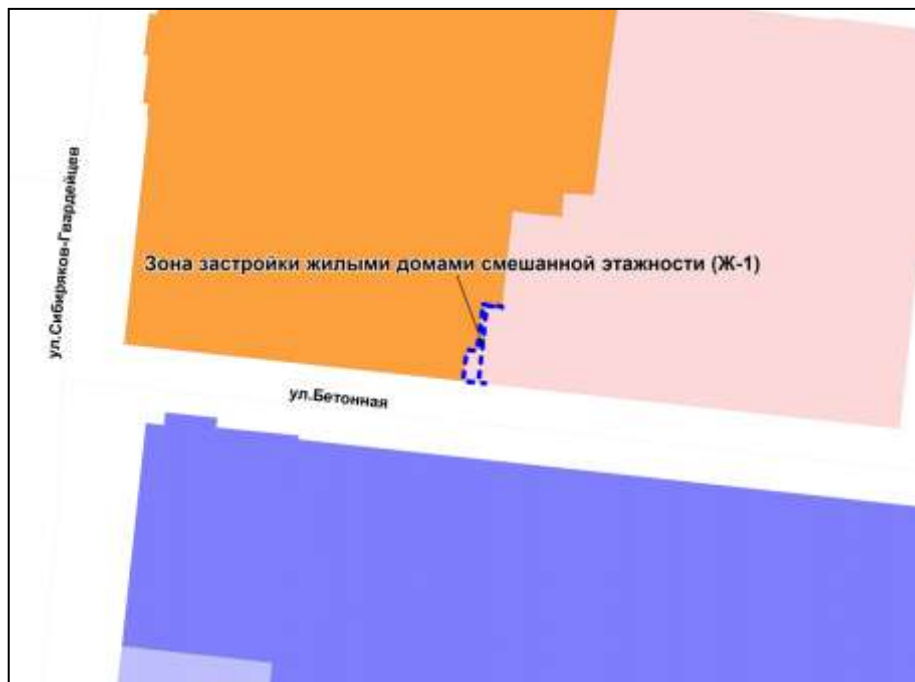 Зона застройки жилыми домами смешанной этажности (Ж-1)
ул.Сибиряков-Гвардейцев
ул.Бетонная